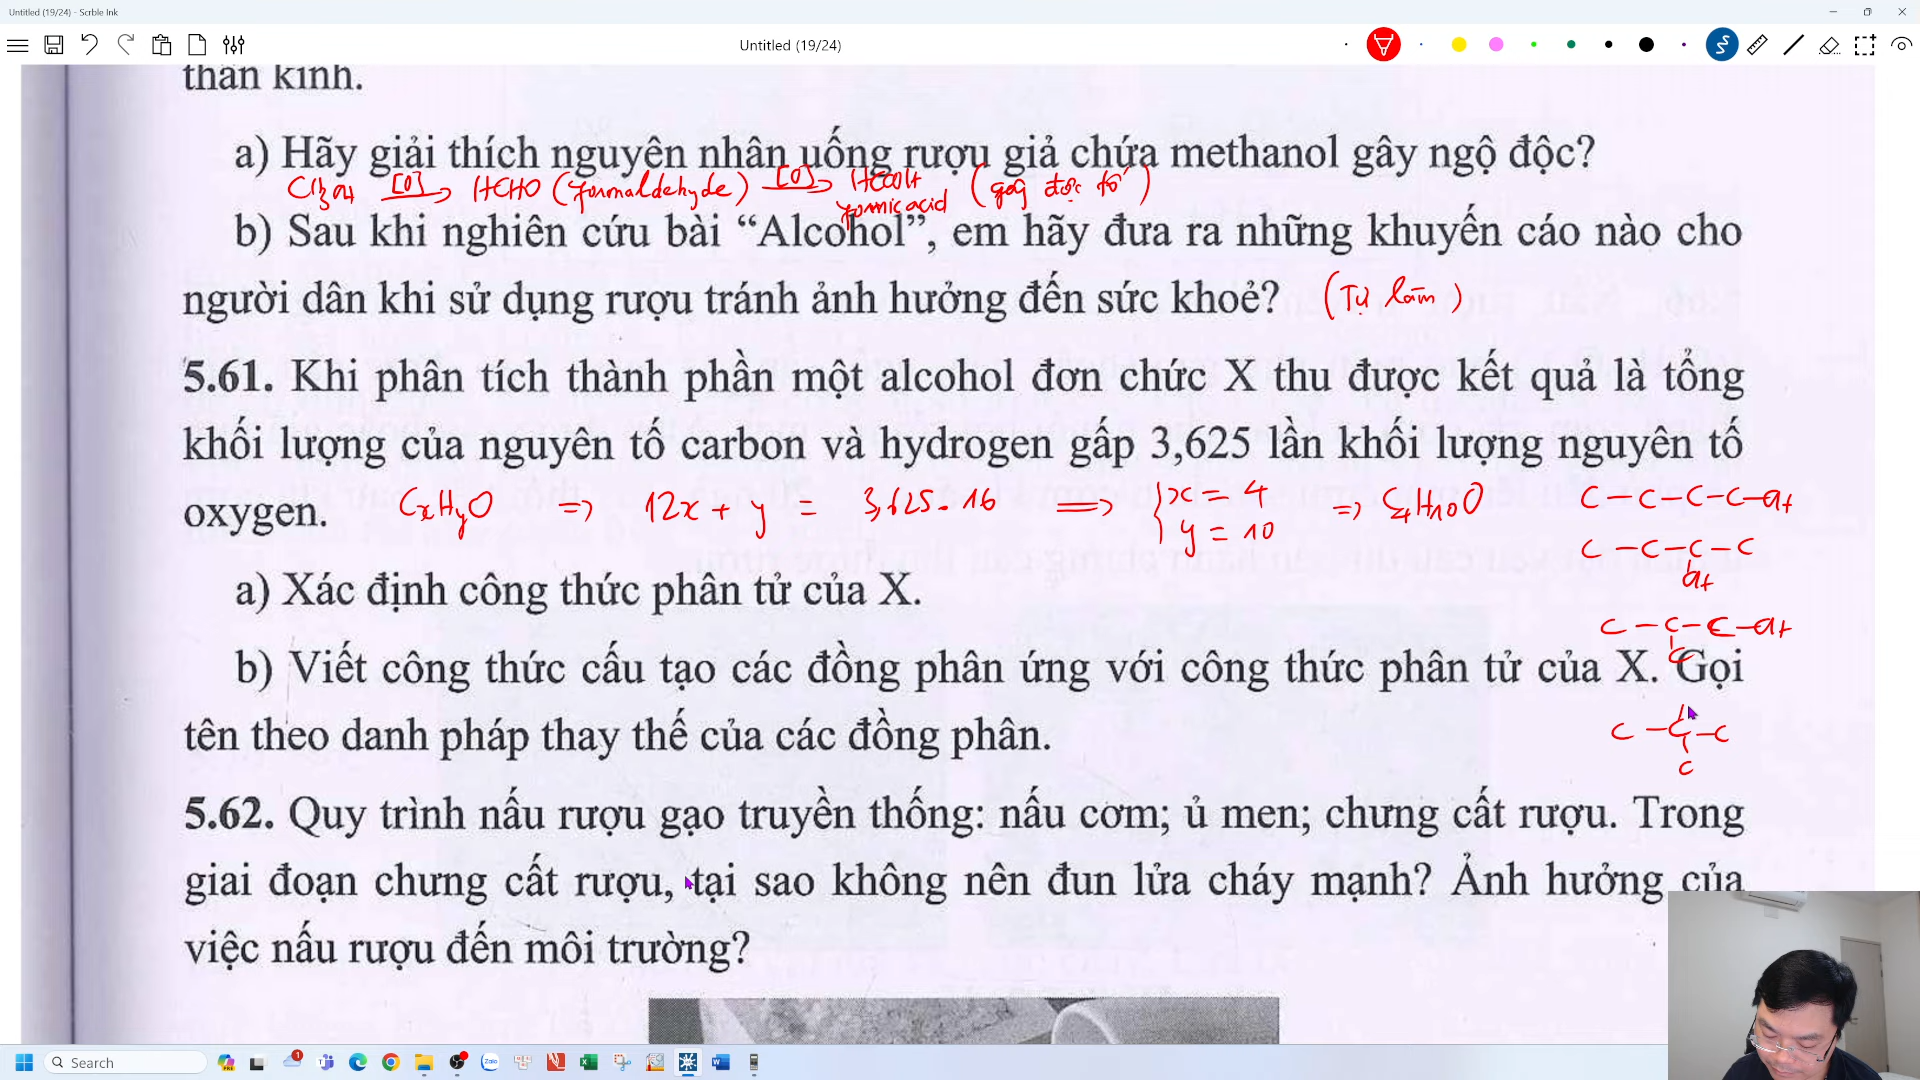 Untitled (19/24) - Scrble Ink
Untitled (19/24)
thần kinh.
a) Hãy giải thích nguyên nhân uống rượu giả chứa methanol gây ngộ độc?
CH3OH [O] HCHO (formaldehyde) [O] HCOOH (gây độc tố)
formic acid
b) Sau khi nghiên cứu bài “Alcohol”, em hãy đưa ra những khuyến cáo nào cho
người dân khi sử dụng rượu tránh ảnh hưởng đến sức khoẻ? (Tự làm)
5.61. Khi phân tích thành phần một alcohol đơn chức X thu được kết quả là tổng
khối lượng của nguyên tố carbon và hydrogen gấp 3,625 lần khối lượng nguyên tố
oxygen. CxHyO => 12x + y = 3,625.16 => { x = 4 => C4H10O C-C-C-C-OH
y = 10
C-C-C-C
OH
a) Xác định công thức phân tử của X.
C-C-C-OH
C
b) Viết công thức cấu tạo các đồng phân ứng với công thức phân tử của X. Gọi
tên theo danh pháp thay thế của các đồng phân.
C-C-C
C
5.62. Quy trình nấu rượu gạo truyền thống: nấu cơm; ủ men; chưng cất rượu. Trong
giai đoạn chưng cất rượu, tại sao không nên đun lửa cháy mạnh? Ảnh hưởng của
việc nấu rượu đến môi trường?
Search